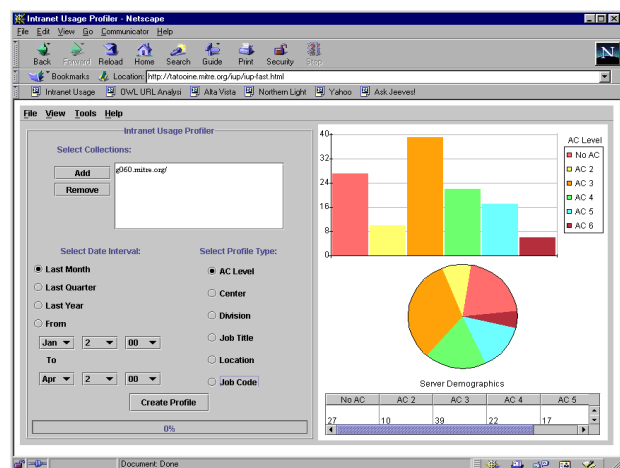 Intranet Usage Profiler - Netscape
File Edit View Go Communicator Help
Back Forward Reload Home Search Guide Print Security Stop
N
Bookmarks Location: http://tatooine.mitre.org/iup/iup-fast.html
Intranet Usage OWL URL Analysi Alta Vista Northern Light Yahoo Ask Jeeves!
File View Tools Help
Intranet Usage Profiler
Select Collections:
Add
Remove
g060.mitre.org/
Select Date Interval:
Last Month
Last Quarter
Last Year
From
Jan 2 00
To
Apr 2 00
Select Profile Type:
AC Level
Center
Division
Job Title
Location
Job Code
Create Profile
0%
40
32
24
16
8
0
AC Level
No AC
AC 2
AC 3
AC 4
AC 5
AC 6
Server Demographics
No AC AC 2 AC 3 AC 4 AC 5
27 10 39 22 17
Document: Done